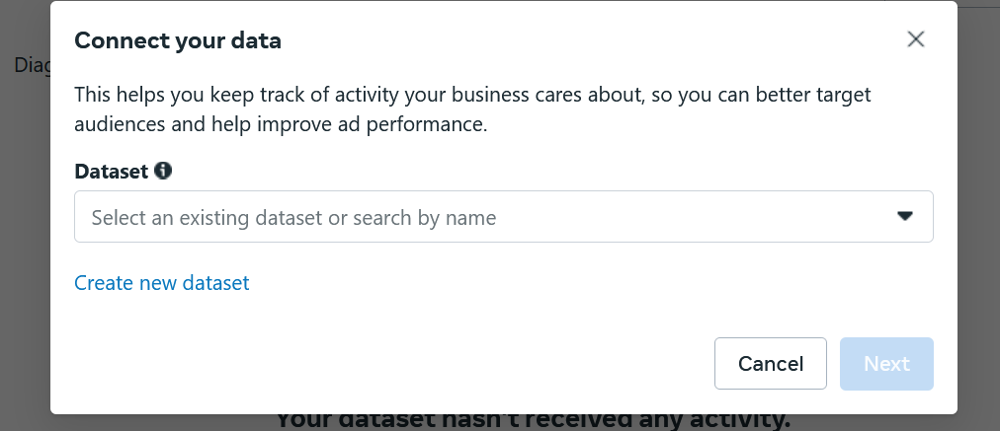 Connect your data
Diag
This helps you keep track of activity your business cares about, so you can better target
audiences and help improve ad performance.
Dataset
Select an existing dataset or search by name
Create new dataset
Cancel
Next
Your dataset hasn't received any activity.